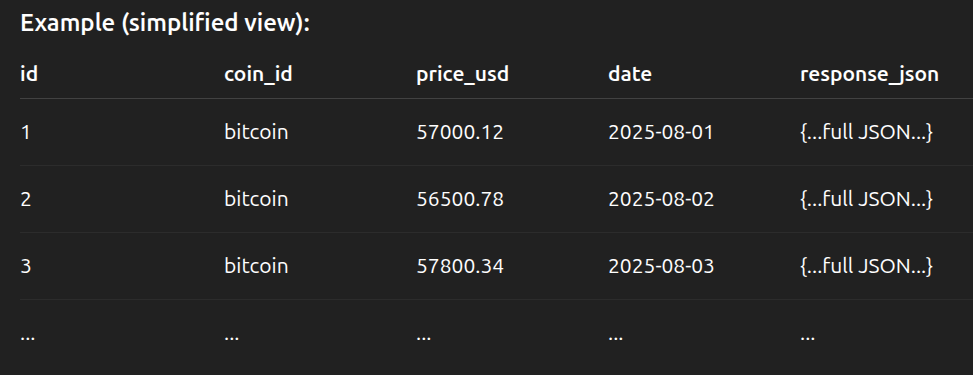 Example (simplified view):
id coin_id price_usd date response_json
1 bitcoin 57000.12 2025-08-01 {...full JSON...}
2 bitcoin 56500.78 2025-08-02 {...full JSON...}
3 bitcoin 57800.34 2025-08-03 {...full JSON...}
... ... ... ... ...